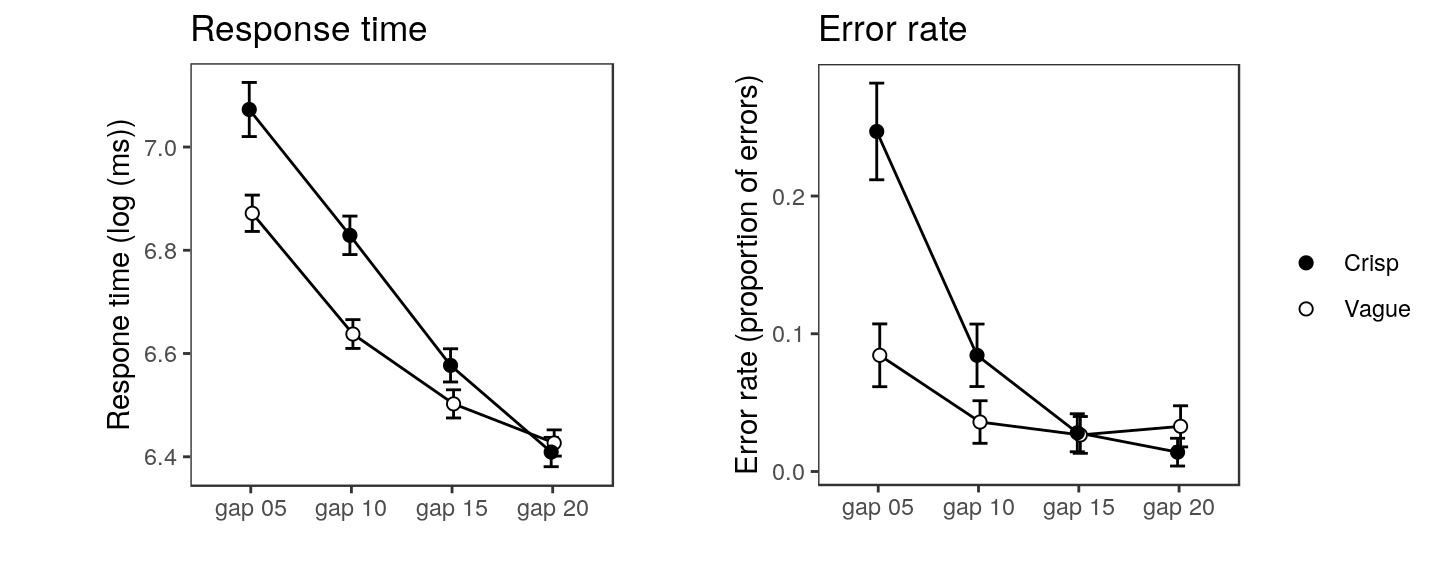 Response time
Respone time (log (ms))
7.0
6.8
6.6
6.4
gap 05 gap 10 gap 15 gap 20
Error rate
Error rate (proportion of errors)
0.2
0.1
0.0
gap 05 gap 10 gap 15 gap 20
Crisp
Vague